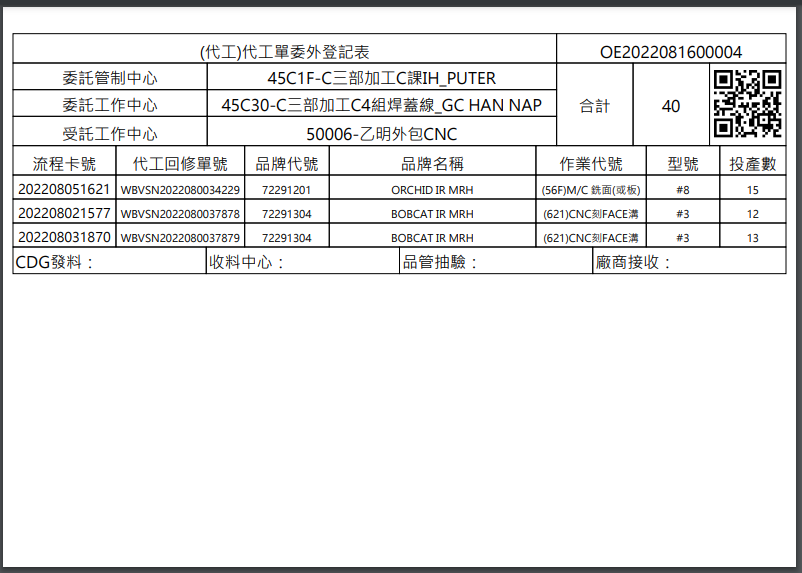 (代工)代工單委外登記表 OE2022081600004
委託管制中心 45C1F-C三部加工C課IH_PUTER
委託工作中心 45C30-C三部加工C4組焊蓋線_GC HAN NAP 合計 40
受託工作中心 50006-乙明外包CNC
流程卡號 代工回修單號 品牌代號 品牌名稱 作業代號 型號 投產數
202208051621 WBVSN2022080034229 72291201 ORCHID IR MRH (56F)M/C 銑面(或板) #8 15
202208021577 WBVSN2022080037878 72291304 BOBCAT IR MRH (621)CNC刻FACE溝 #3 12
202208031870 WBVSN2022080037879 72291304 BOBCAT IR MRH (621)CNC刻FACE溝 #3 13
CDG發料： 收料中心： 品管抽驗： 廠商接收：